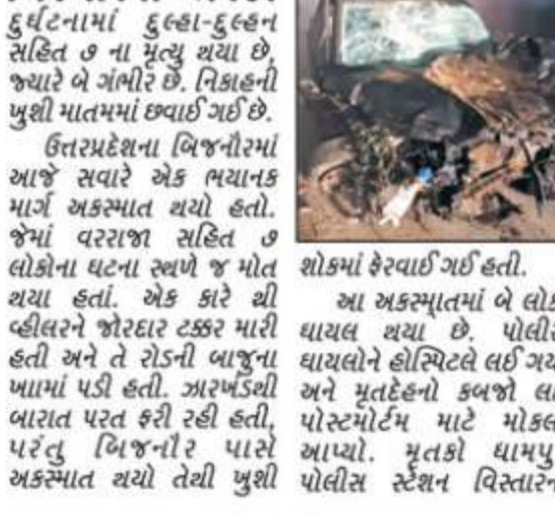 દુર્ઘટનામાં દુલ્હા-દુલ્હન
સહિત ૭ ના મૃત્યુ થયા છે,
જ્યારે બે ગંભીર છે. નિકાહની
ખુશી માતમમાં છવાઈ ગઈ છે.
ઉત્તરપ્રદેશના બિજનૌરમાં
આજે સવારે એક ભયાનક
માર્ગ અકસ્માત થયો હતો.
જેમાં વરરાજા સહિત ૭
લોકોના ઘટના સ્થળે જ મોત
થયા હતાં. એક કારે થી
વ્હીલરને જોરદાર ટક્કર મારી
હતી અને તે રોડની બાજુના
ખાામાં પડી હતી. ઝારખંડથી
બારાત પરત ફરી રહી હતી,
પરંતુ બિજનૌર પાસે
અકસ્માત થયો તેથી ખુશી
શોકમાં ફેરવાઈ ગઈ હતી.
આ અકસ્માતમાં બે લોક
ઘાયલ થયા છે. પોલીસ
ઘાયલોને હોસ્પિટલે લઈ ગય
અને મૃતદેહનો કબજો લ
પોસ્ટમોર્ટમ માટે મોકલ
આપ્યો. મૃતકો ધામપુ
પોલીસ સ્ટેશન વિસ્તારન